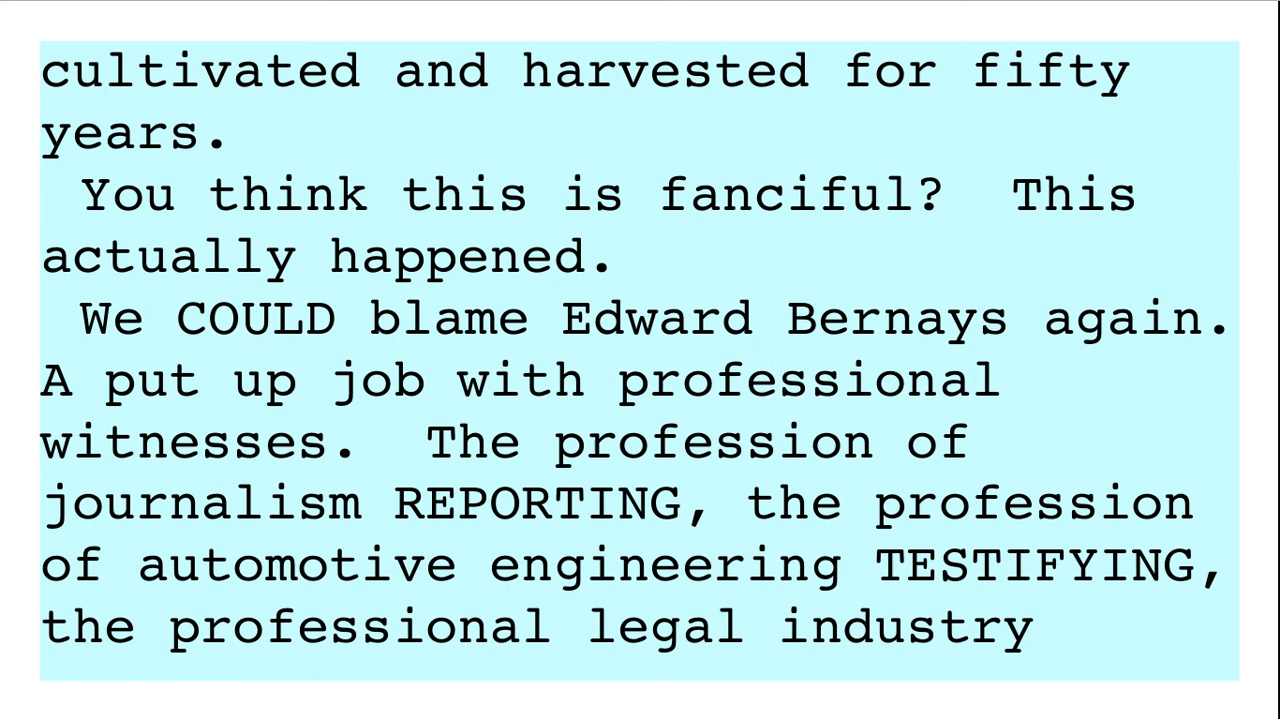 cultivated and harvested for fifty
years.
You think this is fanciful?  This
actually happened.
We COULD blame Edward Bernays again.
A put up job with professional
witnesses.  The profession of
journalism REPORTING, the profession
of automotive engineering TESTIFYING,
the professional legal industry